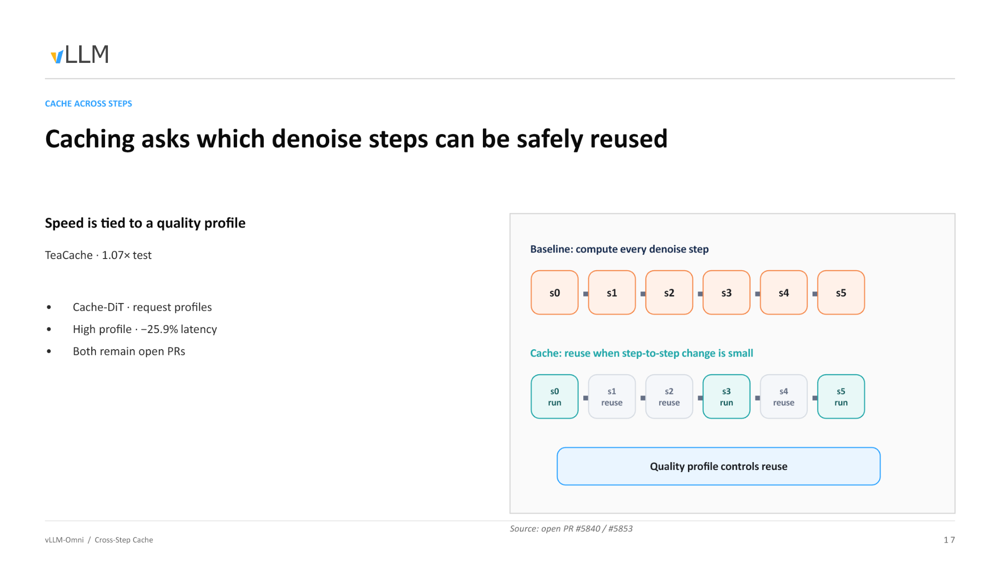 vLLM
CACHE ACROSS STEPS
Caching asks which denoise steps can be safely reused
Speed is tied to a quality profile
TeaCache · 1.07× test
• Cache-DiT · request profiles
• High profile · −25.9% latency
• Both remain open PRs
Baseline: compute every denoise step
s0 s1 s2 s3 s4 s5
Cache: reuse when step-to-step change is small
s0 s1 s2 s3 s4 s5
run reuse reuse run reuse run
Quality profile controls reuse
Source: open PR #5840 / #5853
vLLM-Omni / Cross-Step Cache
17